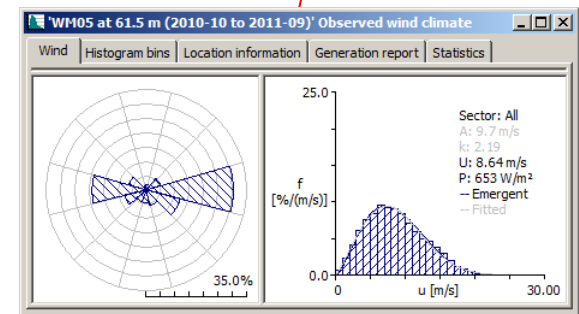 'WM05 at 61.5 m (2010-10 to 2011-09)' Observed wind climate
Wind Histogram bins Location information Generation report Statistics
35.0%
25.0
f
[%/(m/s)]
0.0
0 u [m/s] 30.00
Sector: All
A: 9.7 m/s
k: 2.19
U: 8.64 m/s
P: 653 W/m²
-- Emergent
-- Fitted